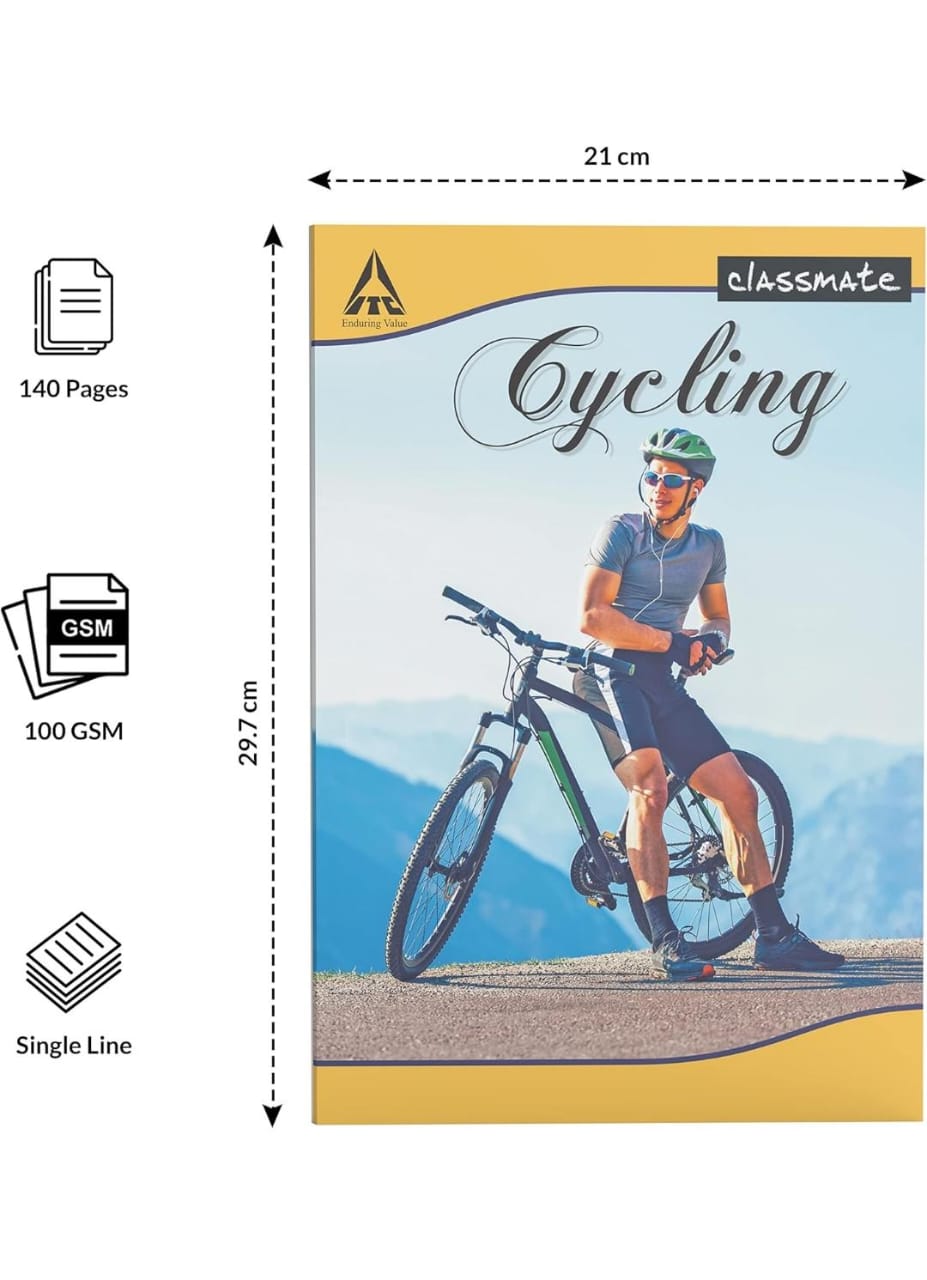 21 cm
ITC
Enduring Value
classmate
Cycling
140 Pages
GSM
100 GSM
29.7 cm
Single Line